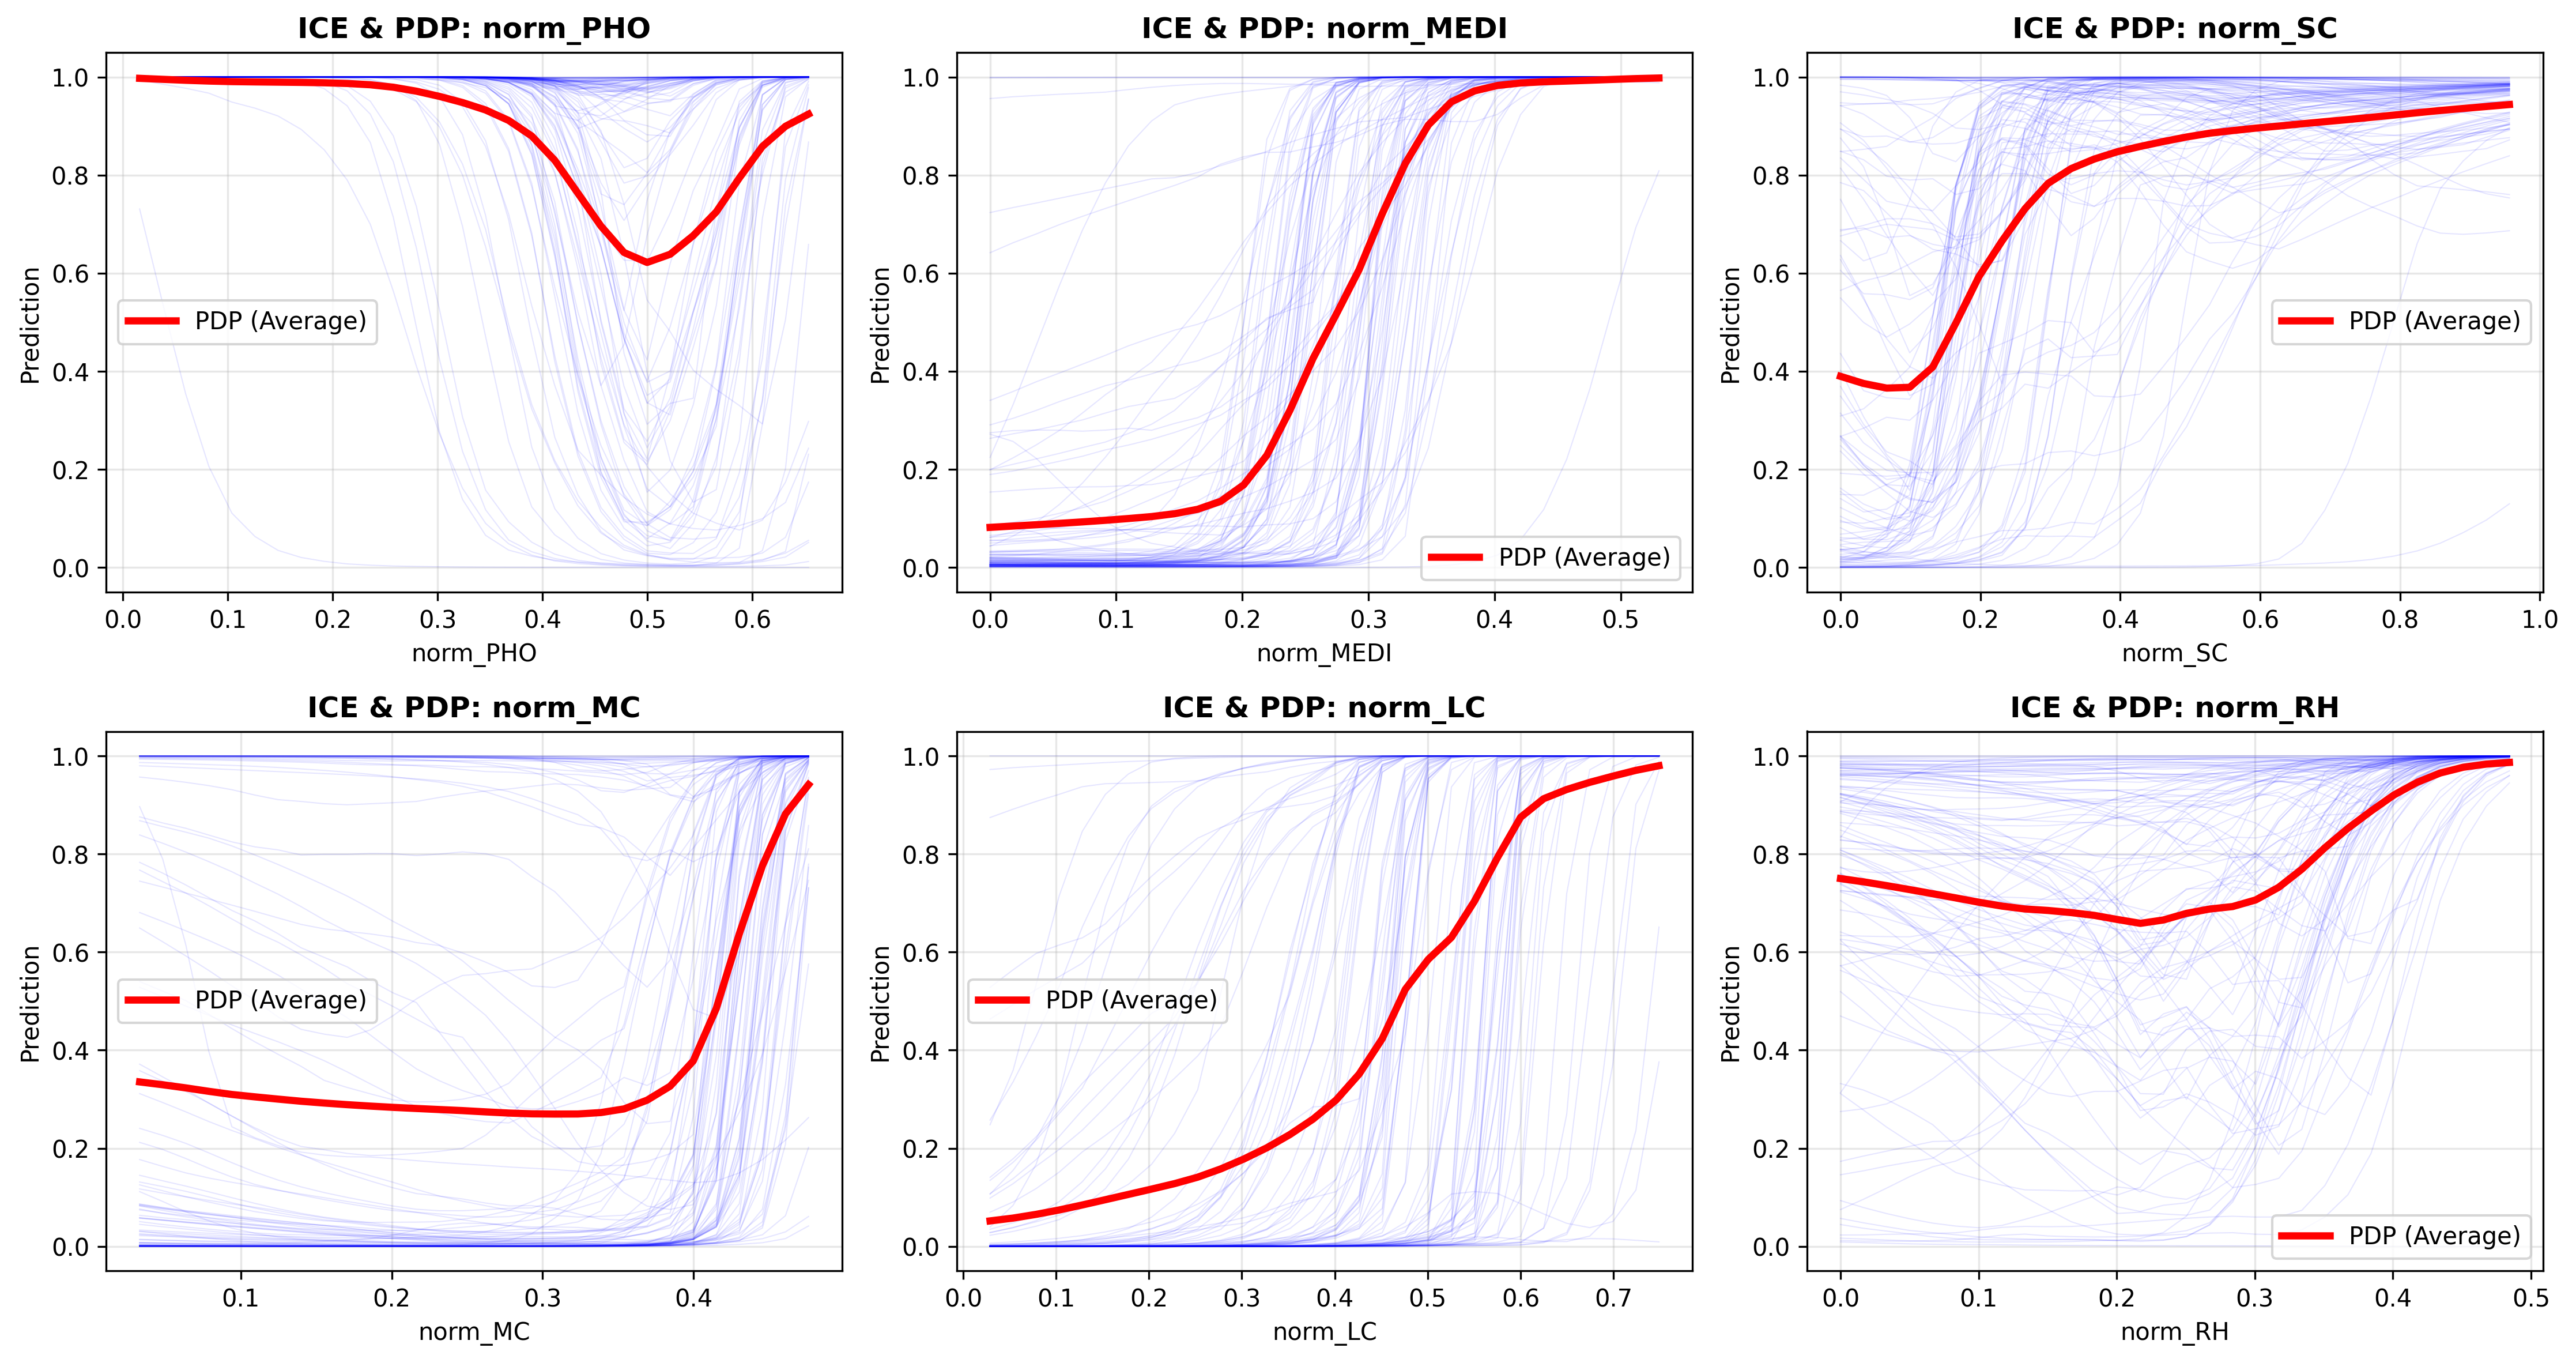 ICE & PDP: norm_PHO
1.0
0.8
0.6
0.4
0.2
0.0
Prediction
PDP (Average)
0.0 0.1 0.2 0.3 0.4 0.5 0.6
norm_PHO
ICE & PDP: norm_MEDI
1.0
0.8
0.6
0.4
0.2
0.0
Prediction
PDP (Average)
0.0 0.1 0.2 0.3 0.4 0.5
norm_MEDI
ICE & PDP: norm_SC
1.0
0.8
0.6
0.4
0.2
0.0
Prediction
PDP (Average)
0.0 0.2 0.4 0.6 0.8 1.0
norm_SC
ICE & PDP: norm_MC
1.0
0.8
0.6
0.4
0.2
0.0
Prediction
PDP (Average)
0.1 0.2 0.3 0.4
norm_MC
ICE & PDP: norm_LC
1.0
0.8
0.6
0.4
0.2
0.0
Prediction
PDP (Average)
0.0 0.1 0.2 0.3 0.4 0.5 0.6 0.7
norm_LC
ICE & PDP: norm_RH
1.0
0.8
0.6
0.4
0.2
0.0
Prediction
PDP (Average)
0.0 0.1 0.2 0.3 0.4 0.5
norm_RH